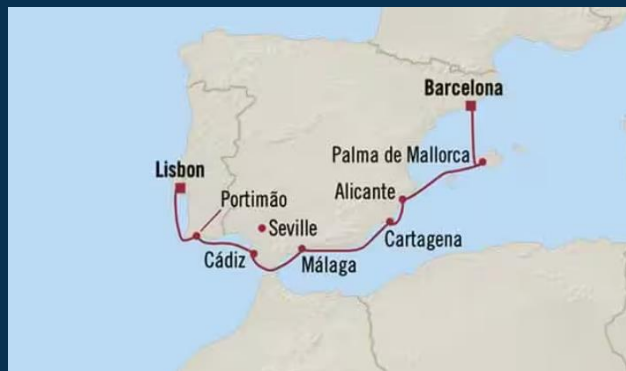 Barcelona
Palma de Mallorca
Lisbon
Alicante
Portimão
Seville
Cartagena
Cádiz
Málaga